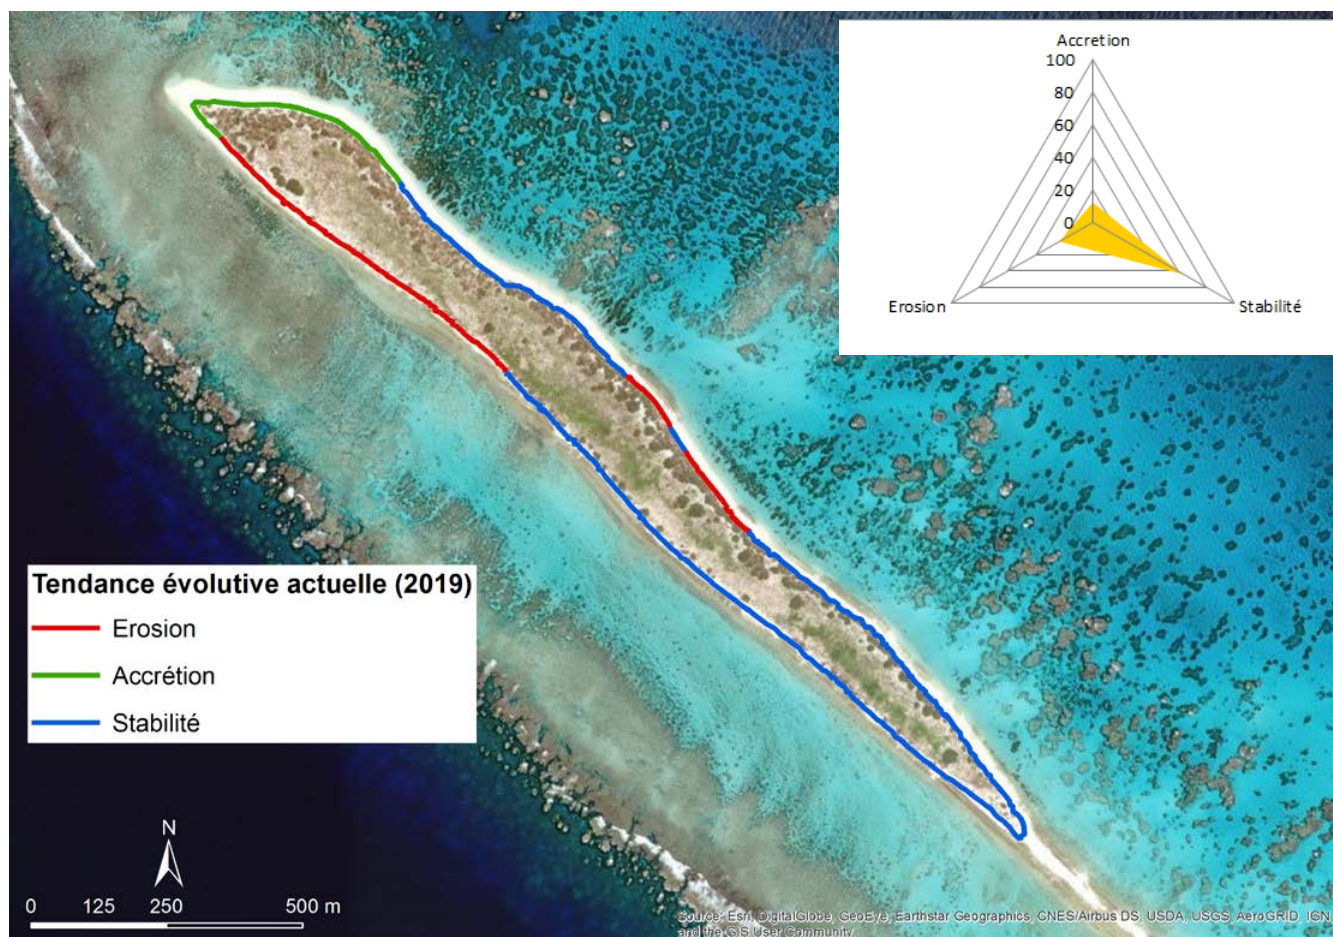 Accretion
100
80
60
40
20
0
Erosion
Stabilité
Tendance évolutive actuelle (2019)
Erosion
Accrétion
Stabilité
N
0 125 250 500 m
Source: Esri, DigitalGlobe, GeoEye, Earthstar Geographics, CNES/Airbus DS, USDA, USGS, AeroGRID, IGN,
and the GIS User Community